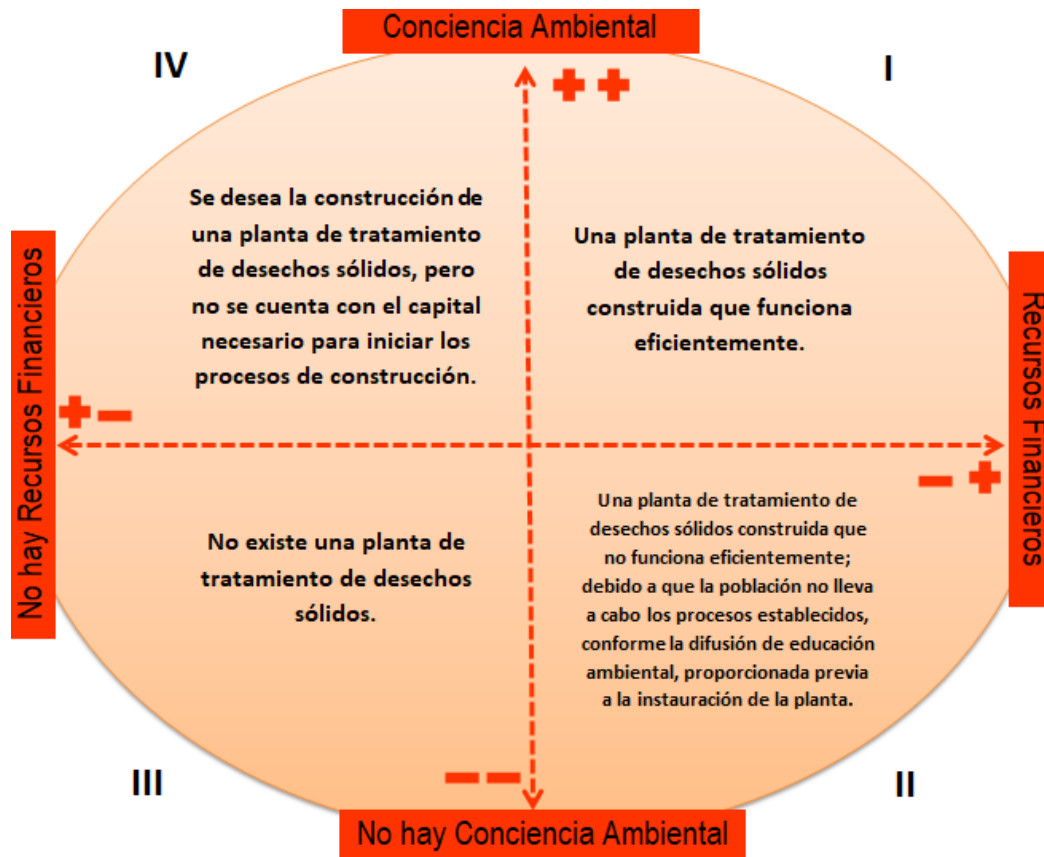 Conciencia Ambiental
IV
I
Se desea la construcción de
una planta de tratamiento
de desechos sólidos, pero
no se cuenta con el capital
necesario para iniciar los
procesos de construcción.
Una planta de tratamiento
de desechos sólidos
construida que funciona
eficientemente.
No hay Recursos Financieros
Recursos Financieros
No existe una planta de
tratamiento de desechos
sólidos.
Una planta de tratamiento de
desechos sólidos construida que
no funciona eficientemente;
debido a que la población no lleva
a cabo los procesos establecidos,
conforme la difusión de educación
ambiental, proporcionada previa
a la instauración de la planta.
III
II
No hay Conciencia Ambiental